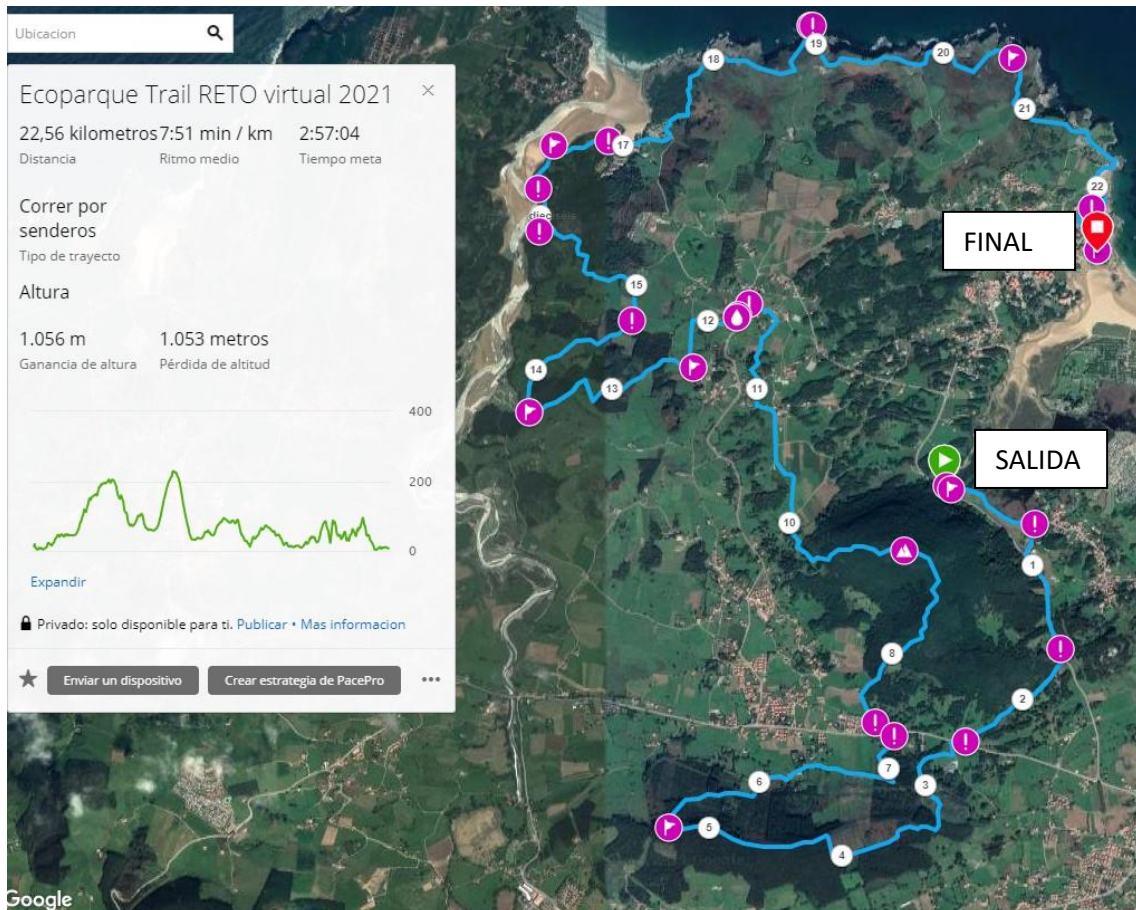 Ubicacion
Ecoparque Trail RETO virtual 2021 ×
22,56 kilometros 7:51 min / km 2:57:04
Distancia Ritmo medio Tiempo meta
Correr por
senderos
Tipo de trayecto
Altura
1.056 m 1.053 metros
Ganancia de altura Pérdida de altitud
400
200
0
Expandir
Privado: solo disponible para ti. Publicar • Mas informacion
Enviar un dispositivo Crear estrategia de PacePro •••
Google
19
18
20
21
17
22
dieciséis
FINAL
15
12
14
13
11
SALIDA
10
1
8
2
7
6
3
5
4